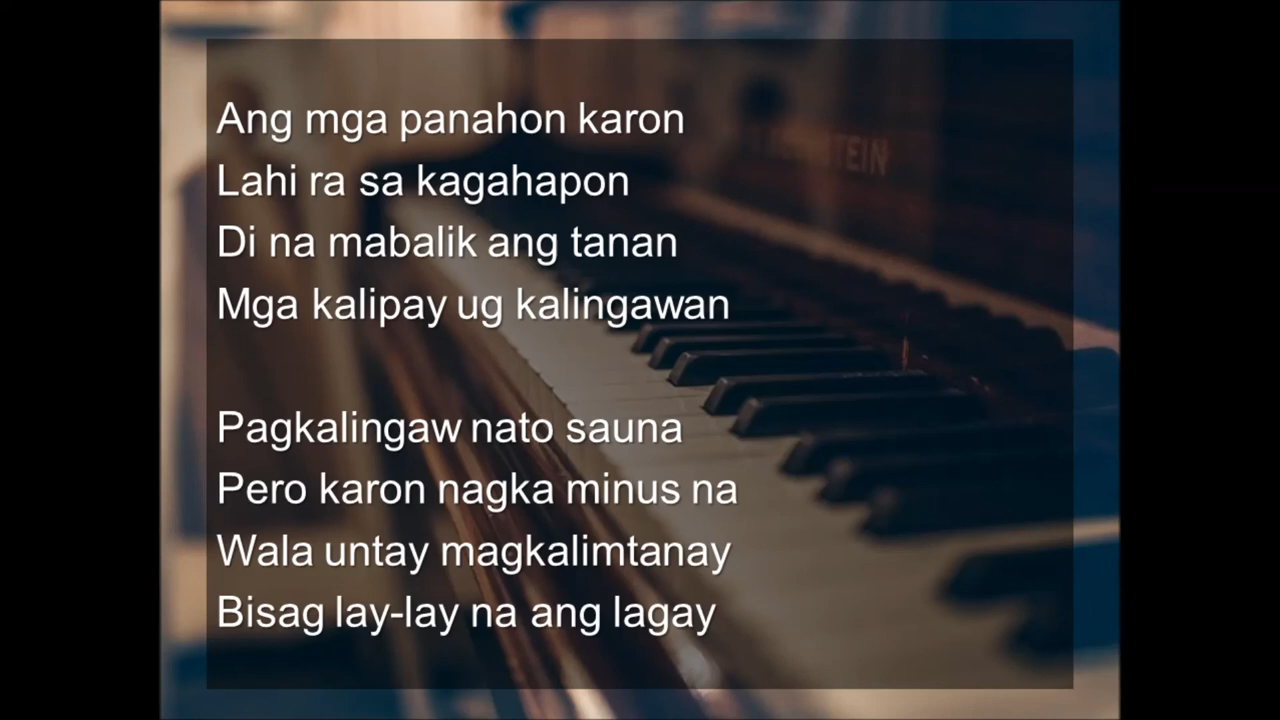 Ang mga panahon karon
Lahi ra sa kagahapon
Di na mabalik ang tanan
Mga kalipay ug kalingawan
Pagkalingaw nato sauna
Pero karon nagka minus na
Wala untay magkalimtanay
Bisag lay-lay na ang lagay